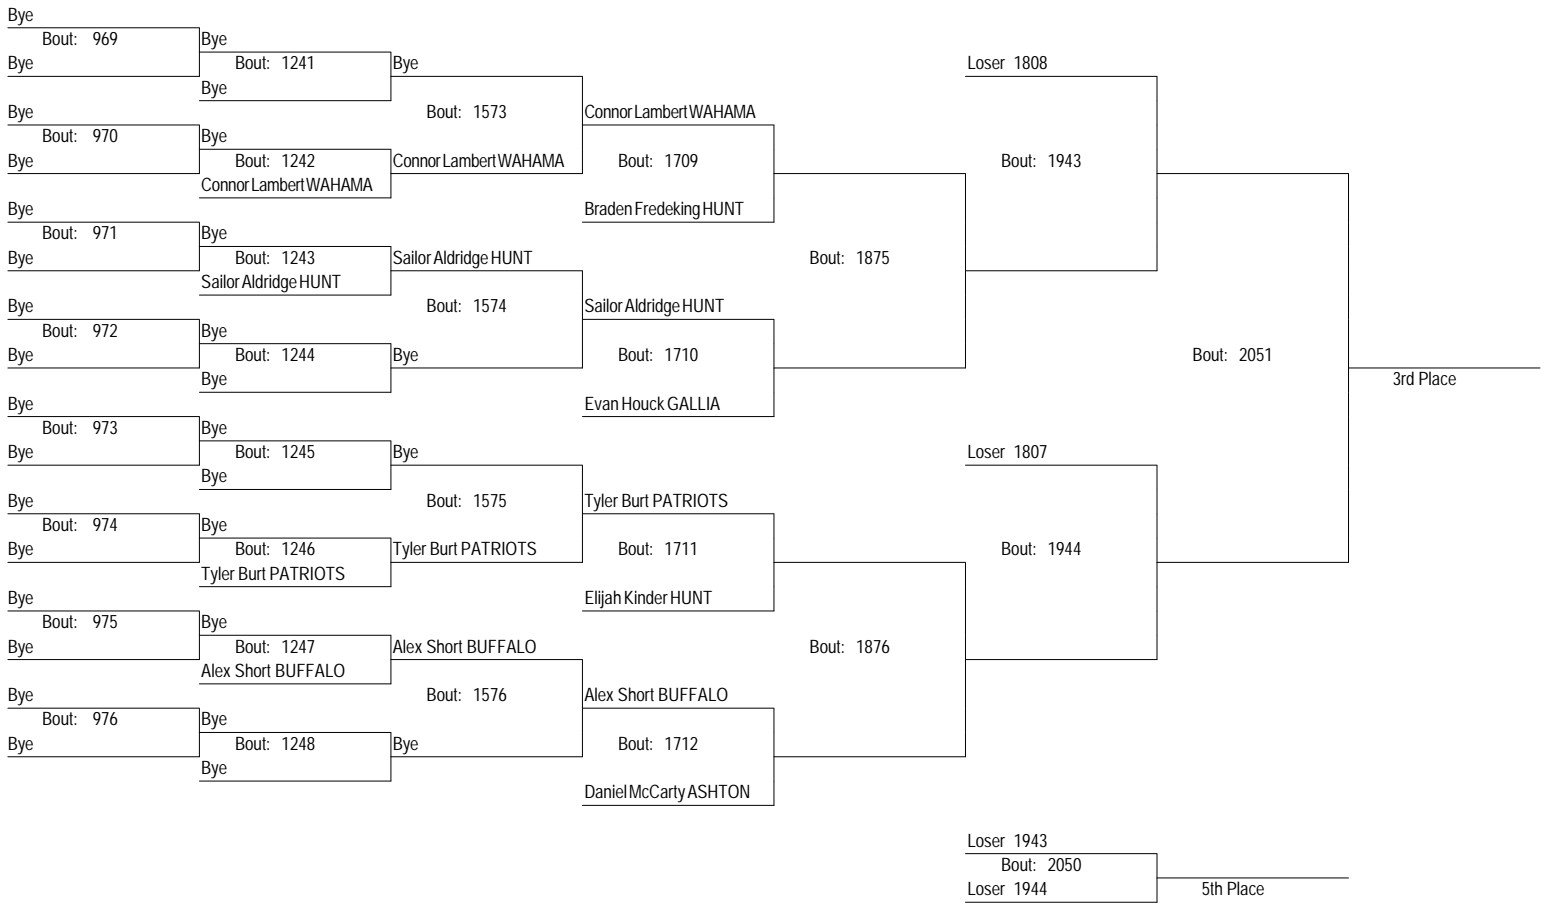 Bye
Bout: 969 Bye
Bye Bout: 1241 Bye Loser 1808
Bye
Bye Bout: 1573 Connor Lambert WAHAMA
Bout: 970 Bye
Bye Bout: 1242 Connor Lambert WAHAMA Bout: 1709 Bout: 1943
Connor Lambert WAHAMA
Bye Braden Fredeking HUNT
Bout: 971 Bye
Bye Bout: 1243 Sailor Aldridge HUNT Bout: 1875
Sailor Aldridge HUNT
Bye Bout: 1574 Sailor Aldridge HUNT
Bout: 972 Bye
Bye Bout: 1244 Bye Bout: 1710 Bout: 2051
Bye 3rd Place
Bye Evan Houck GALLIA
Bout: 973 Bye
Bye Bout: 1245 Bye Loser 1807
Bye
Bye Bout: 1575 Tyler Burt PATRIOTS
Bout: 974 Bye
Bye Bout: 1246 Tyler Burt PATRIOTS Bout: 1711 Bout: 1944
Tyler Burt PATRIOTS
Bye Elijah Kinder HUNT
Bout: 975 Bye
Bye Bout: 1247 Alex Short BUFFALO Bout: 1876
Alex Short BUFFALO
Bye Bout: 1576 Alex Short BUFFALO
Bout: 976 Bye
Bye Bout: 1248 Bye Bout: 1712
Bye
Daniel McCarty ASHTON
Loser 1943
Bout: 2050
Loser 1944 5th Place